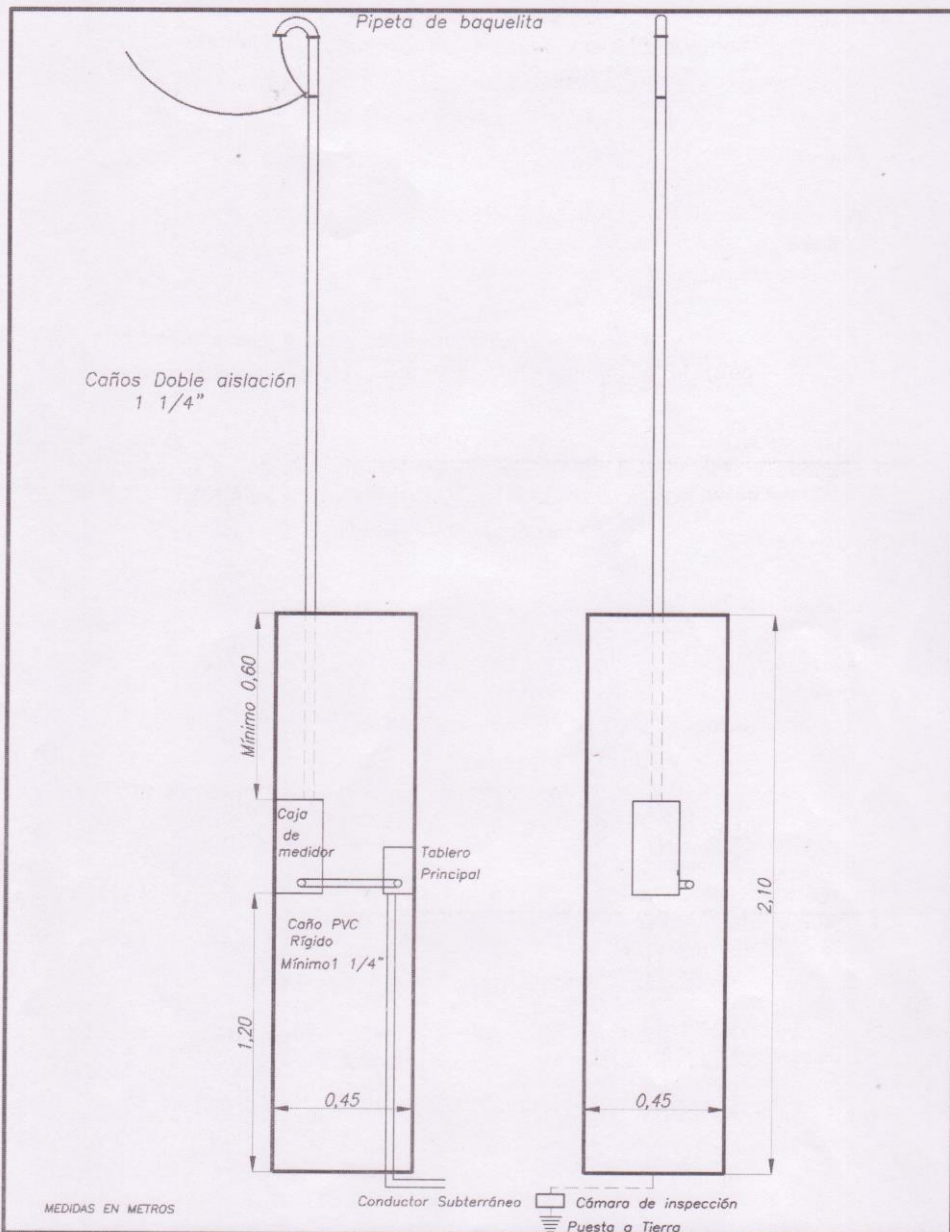 Pipeta de baquelita
Caños Doble aislación
1 1/4"
Mínimo 0,60
Caja
de
medidor
Tablero
Principal
Caño PVC
Rígido
Mínimo1 1/4"
1,20
0,45
2,10
0,45
Conductor Subterráneo
Cámara de inspección
Puesta a Tierra
MEDIDAS EN METROS